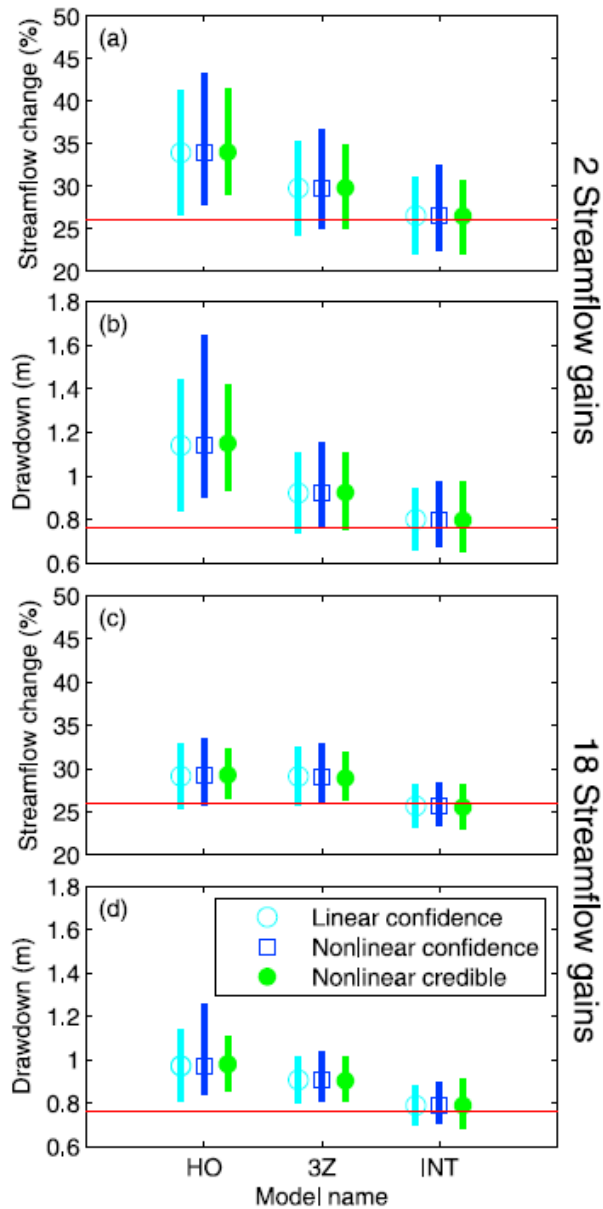 (a)
50
45
40
35
30
25
20
Streamflow change (%)
2 Streamflow gains
(b)
1.8
1.6
1.4
1.2
1
0.8
0.6
Drawdown (m)
(c)
50
45
40
35
30
25
20
Streamflow change (%)
18 Streamflow gains
(d)
1.8
1.6
1.4
1.2
1
0.8
0.6
Drawdown (m)
Linear confidence
Nonlinear confidence
Nonlinear credible
HO 3Z INT
Model name